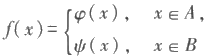 f(x) = { φ(x), x ∈ A,
ψ(x), x ∈ B